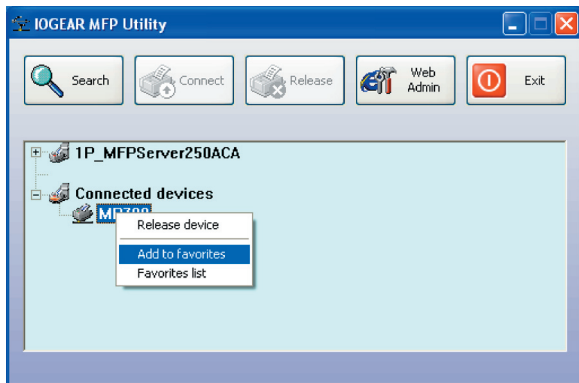 IOGEAR MFP Utility
Search
Connect
Release
Web
Admin
Exit
1P_MFPServer250ACA
Connected devices
Release device
Add to favorites
Favorites list